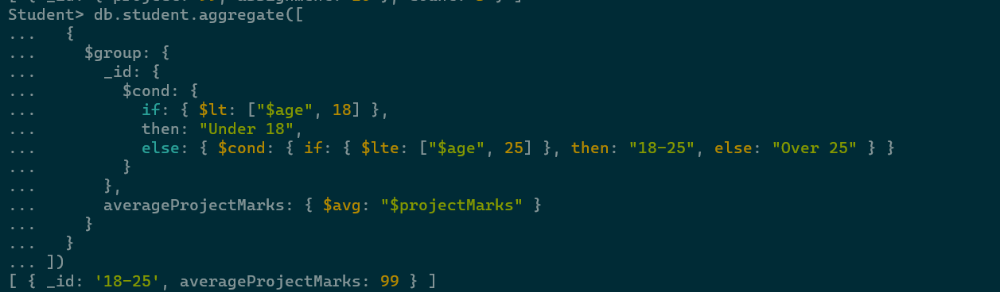 Student> db.student.aggregate([
...   {
...     $group: {
...       _id: {
...         $cond: {
...           if: { $lt: ["$age", 18] },
...           then: "Under 18",
...           else: { $cond: { if: { $lte: ["$age", 25] }, then: "18-25", else: "Over 25" } }
...         }
...       },
...       averageProjectMarks: { $avg: "$projectMarks" }
...     }
...   }
... ])
[ { _id: '18-25', averageProjectMarks: 99 } ]